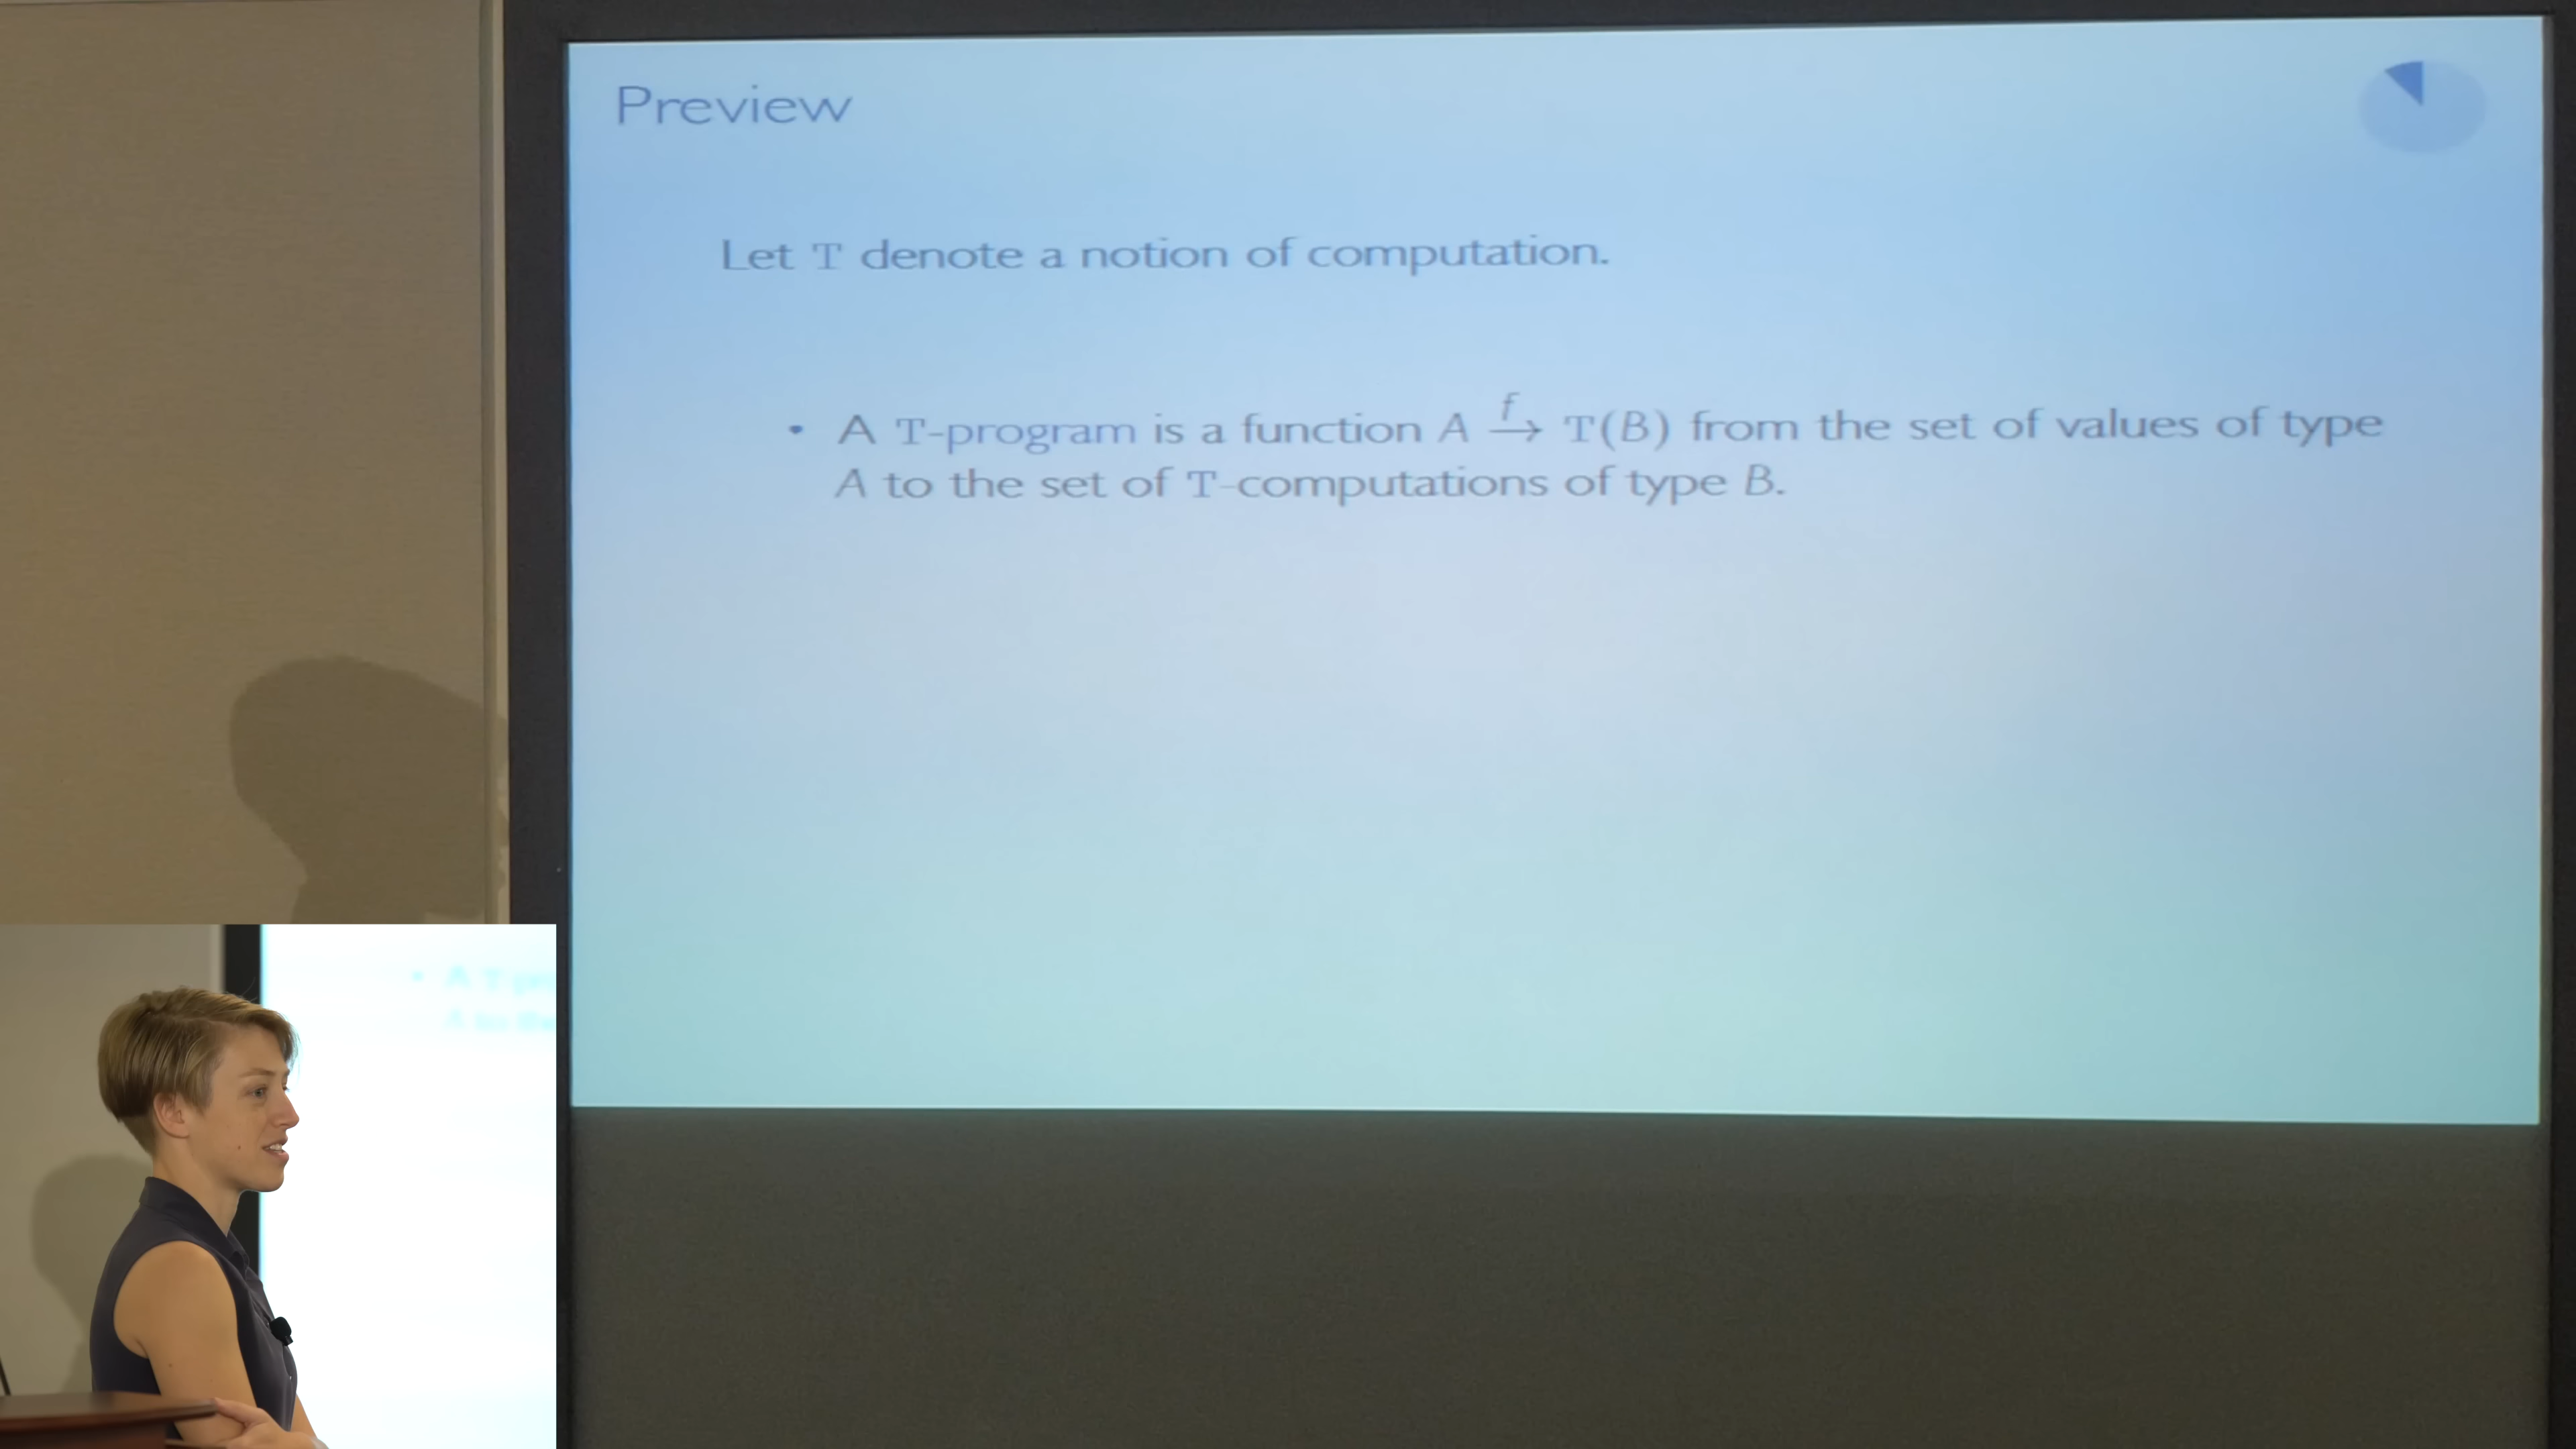 Preview
Let T denote a notion of computation.
• A T-program is a function A →^f T(B) from the set of values of type
A to the set of T-computations of type B.